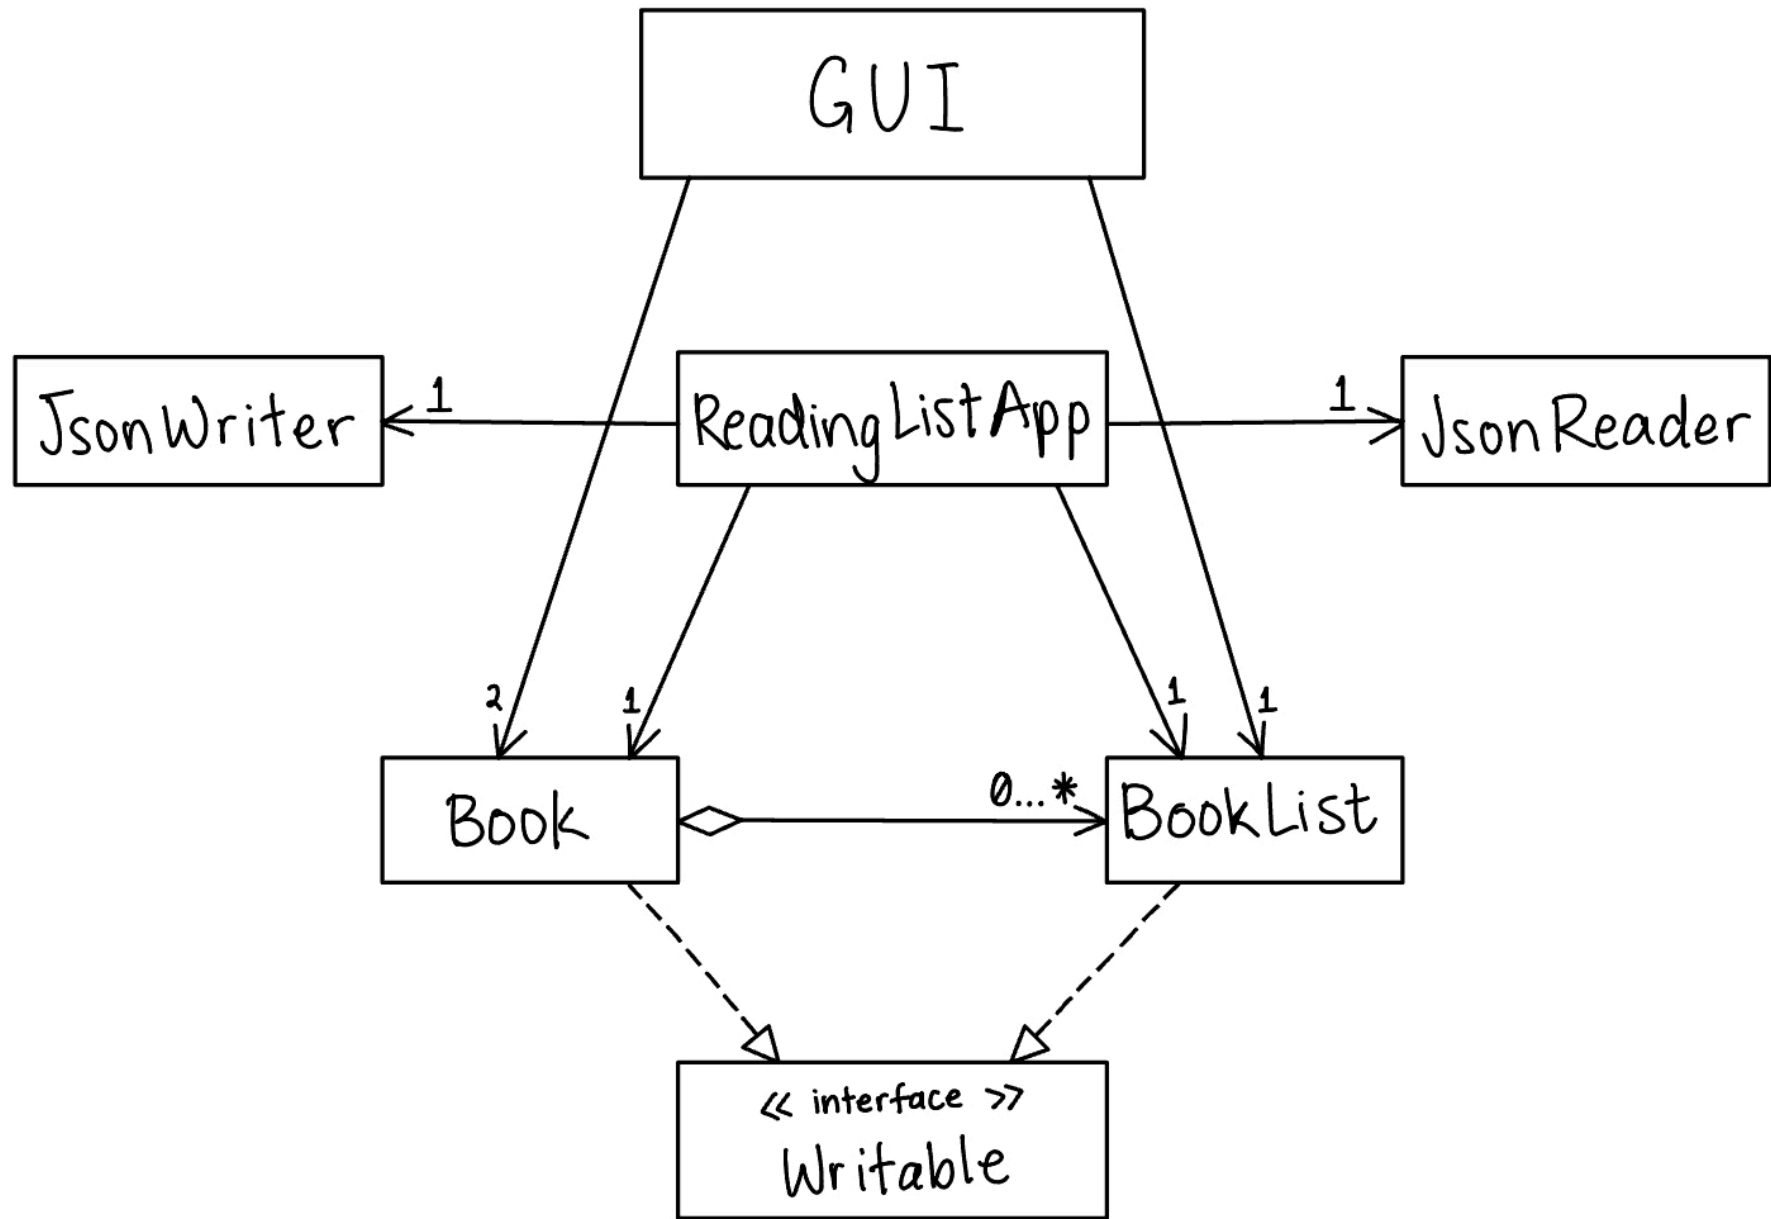 GUI
JsonWriter
1
ReadingListApp
1
JsonReader
2
1
1
1
Book
0...*
BookList
<< interface >>
Writable